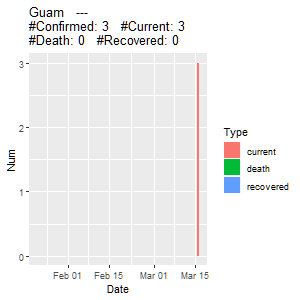 Guam --- 
#Confirmed: 3 #Current: 3
#Death: 0 #Recovered: 0
3
2
1
0
Num
Feb 01 Feb 15 Mar 01 Mar 15
Date
Type
current
death
recovered